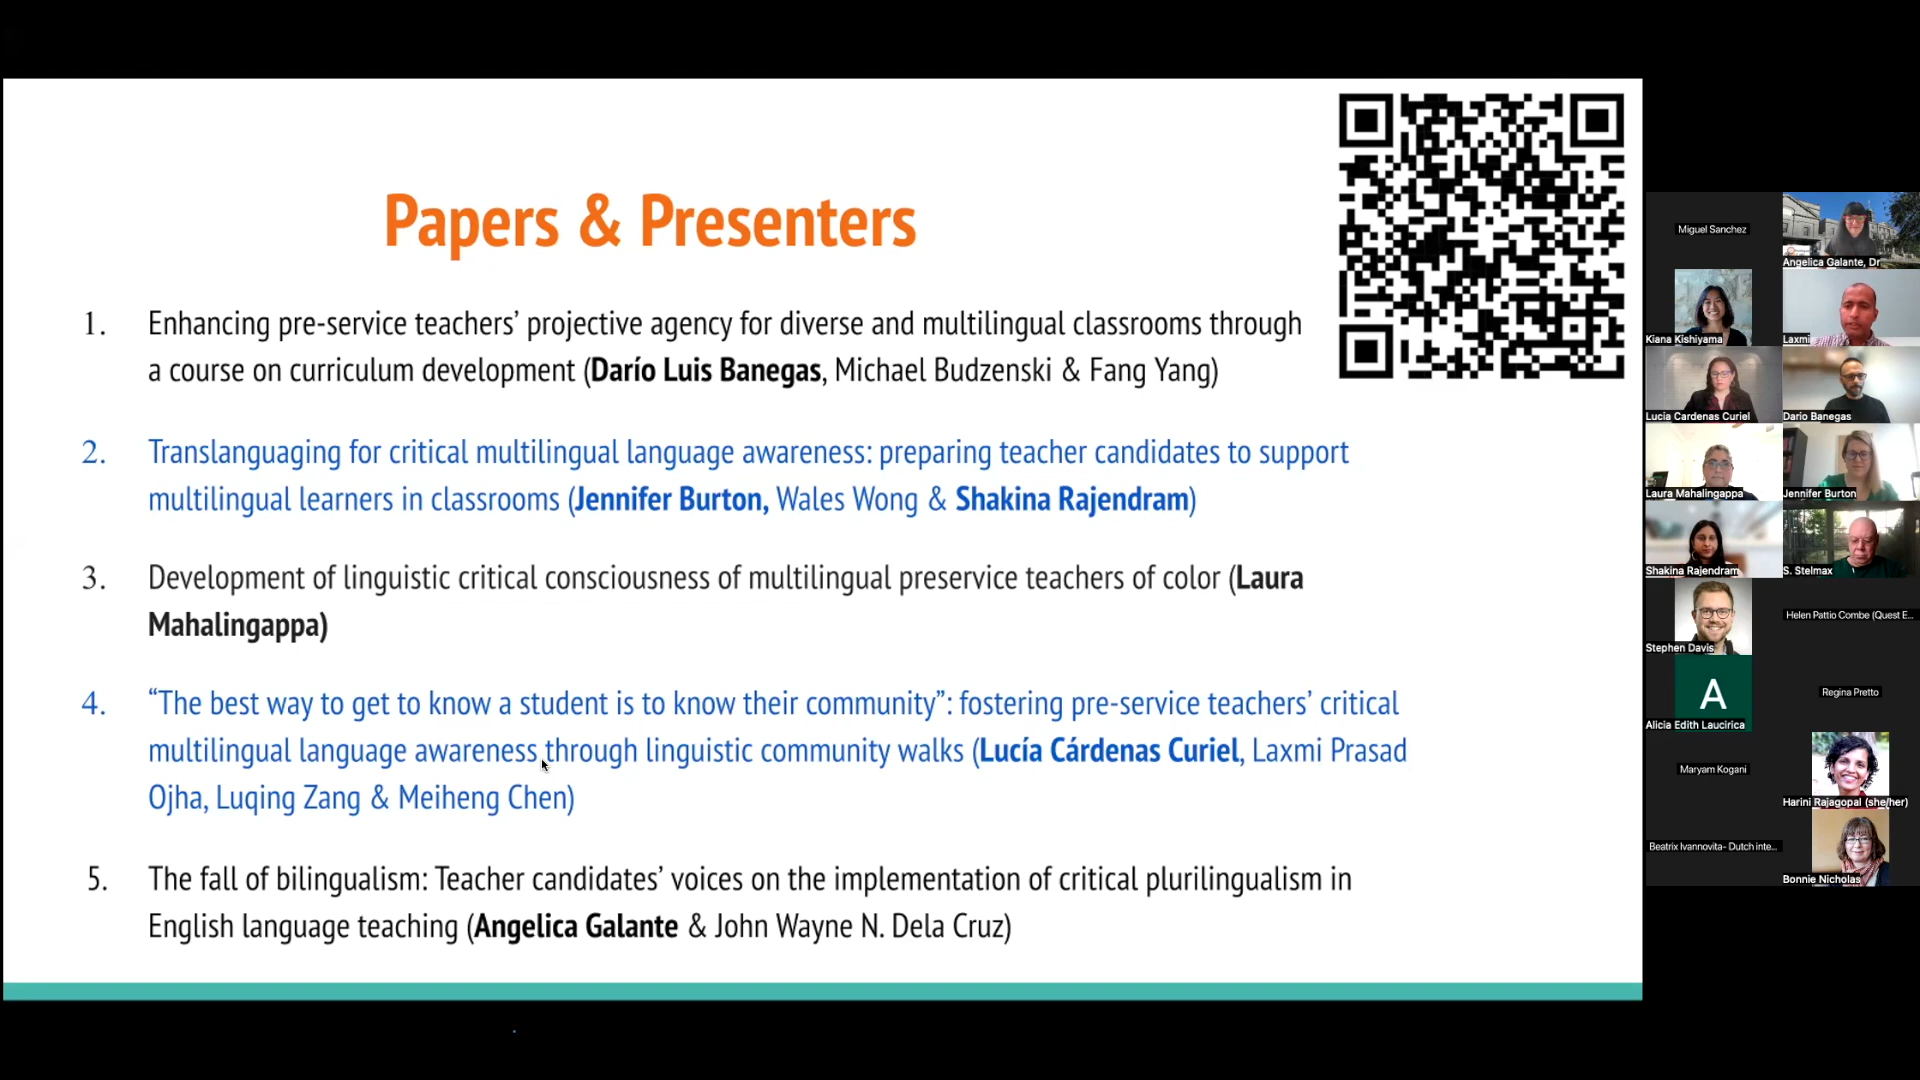 Papers & Presenters
1. Enhancing pre-service teachers’ projective agency for diverse and multilingual classrooms through
a course on curriculum development (Darío Luis Banegas, Michael Budzenski & Fang Yang)
2. Translanguaging for critical multilingual language awareness: preparing teacher candidates to support
multilingual learners in classrooms (Jennifer Burton, Wales Wong & Shakina Rajendram)
3. Development of linguistic critical consciousness of multilingual preservice teachers of color (Laura
Mahalingappa)
4. “The best way to get to know a student is to know their community”: fostering pre-service teachers’ critical
multilingual language awareness through linguistic community walks (Lucía Cárdenas Curiel, Laxmi Prasad
Ojha, Luqing Zang & Meiheng Chen)
5. The fall of bilingualism: Teacher candidates’ voices on the implementation of critical plurilingualism in
English language teaching (Angelica Galante & John Wayne N. Dela Cruz)
Miguel Sanchez
Angelica Galante, Dr
Kiana Kishiyama
Laxmi
Lucia Cardenas Curiel
Dario Banegas
Laura Mahalingappa
Jennifer Burton
Shakina Rajendram
S. Stelmax
Stephen Davis
Helen Pattio Combe (Quest E...
A
Alicia Edith Laucirica
Regina Pretto
Maryam Kogani
Harini Rajagopal (she/her)
Beatrix Ivannovita- Dutch inte...
Bonnie Nicholas